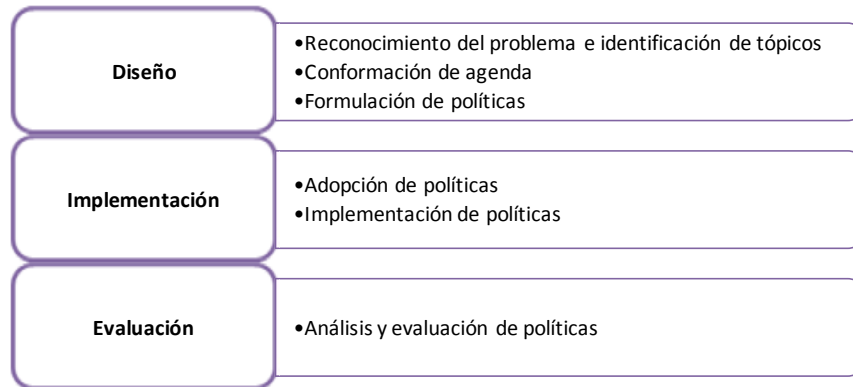 Diseño
•Reconocimiento del problema e identificación de tópicos
•Conformación de agenda
•Formulación de políticas
Implementación
•Adopción de políticas
•Implementación de políticas
Evaluación
•Análisis y evaluación de políticas